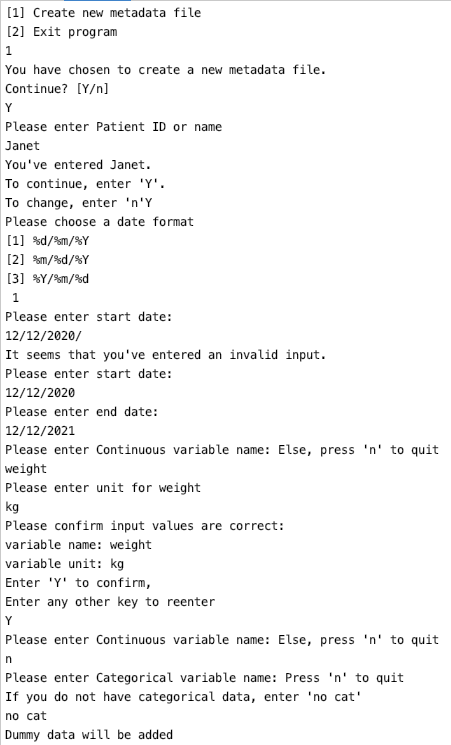 [1] Create new metadata file
[2] Exit program
1
You have chosen to create a new metadata file.
Continue? [Y/n]
Y
Please enter Patient ID or name
Janet
You've entered Janet.
To continue, enter 'Y'.
To change, enter 'n'Y
Please choose a date format
[1] %d/%m/%Y
[2] %m/%d/%Y
[3] %Y/%m/%d
1
Please enter start date:
12/12/2020/
It seems that you've entered an invalid input.
Please enter start date:
12/12/2020
Please enter end date:
12/12/2021
Please enter Continuous variable name: Else, press 'n' to quit
weight
Please enter unit for weight
kg
Please confirm input values are correct:
variable name: weight
variable unit: kg
Enter 'Y' to confirm,
Enter any other key to reenter
Y
Please enter Continuous variable name: Else, press 'n' to quit
n
Please enter Categorical variable name: Press 'n' to quit
If you do not have categorical data, enter 'no cat'
no cat
Dummy data will be added